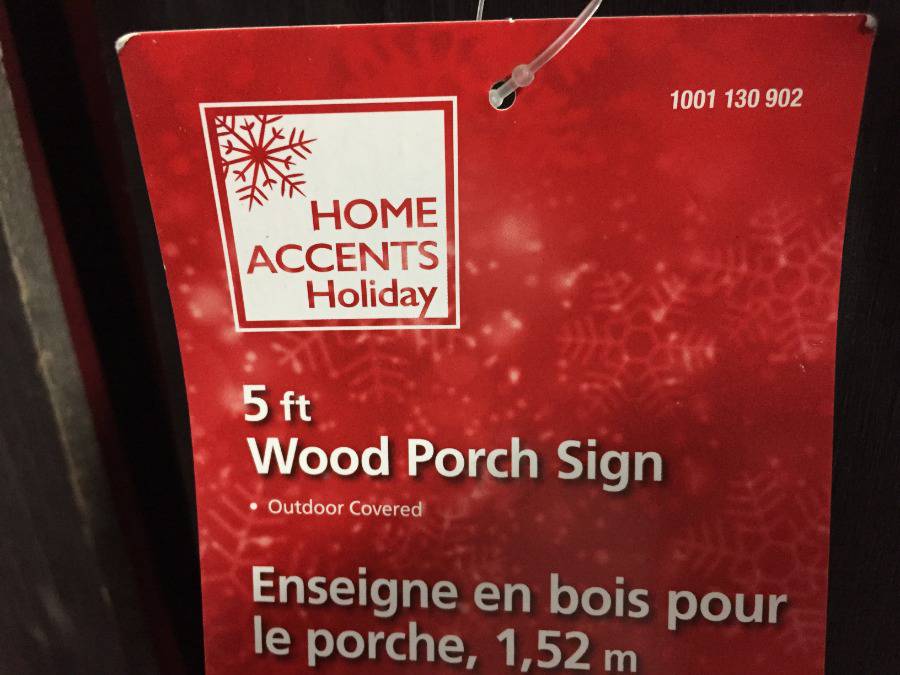 1001 130 902
HOME
ACCENTS
Holiday
5 ft
Wood Porch Sign
• Outdoor Covered
Enseigne en bois pour
le porche, 1,52 m